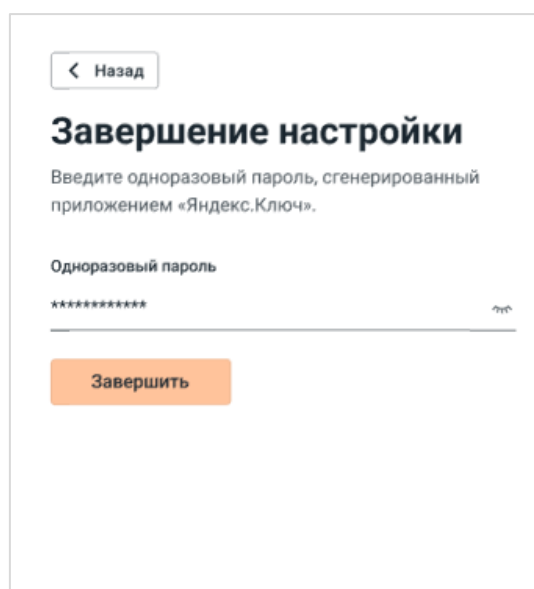 Назад
Завершение настройки
Введите одноразовый пароль, сгенерированный
приложением «Яндекс.Ключ».
Одноразовый пароль
************
Завершить